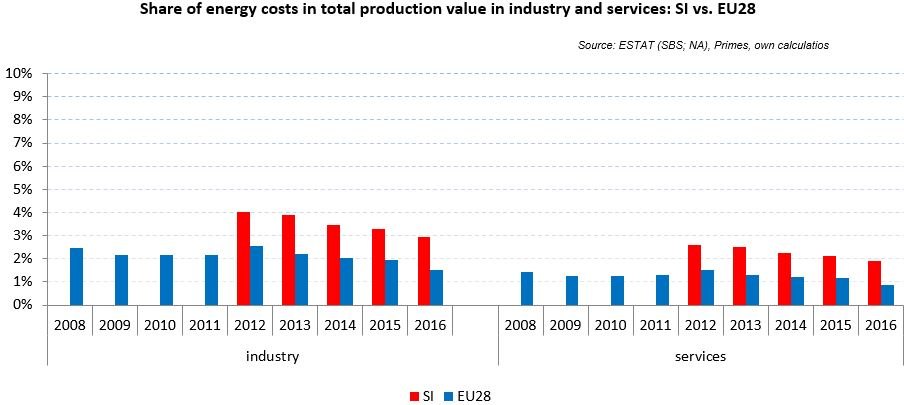 Share of energy costs in total production value in industry and services: SI vs. EU28
Source: ESTAT (SBS; NA), Primes, own calculatios
10%
9%
8%
7%
6%
5%
4%
3%
2%
1%
0%
2008 2009 2010 2011 2012 2013 2014 2015 2016 2008 2009 2010 2011 2012 2013 2014 2015 2016
industry services
SI EU28